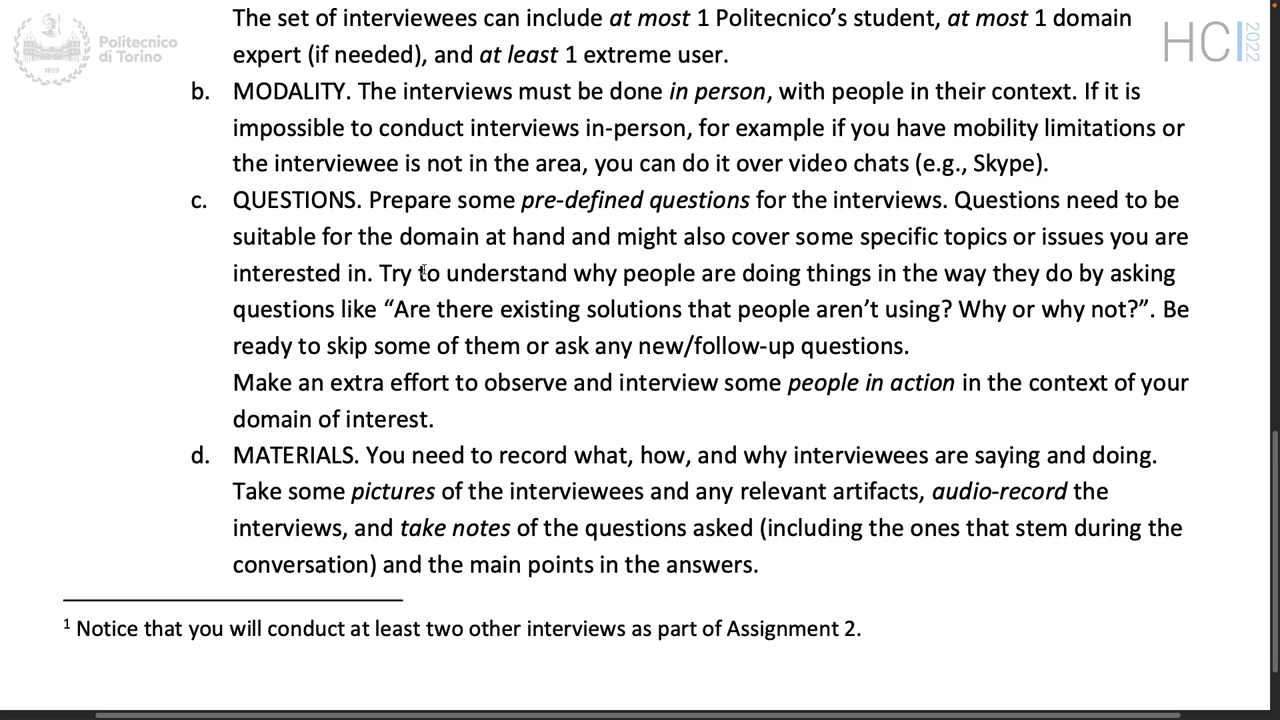 The set of interviewees can include at most 1 Politecnico’s student, at most 1 domain
expert (if needed), and at least 1 extreme user.
Politecnico
di Torino
1859
HCI 2022
b. MODALITY. The interviews must be done in person, with people in their context. If it is
impossible to conduct interviews in-person, for example if you have mobility limitations or
the interviewee is not in the area, you can do it over video chats (e.g., Skype).
c. QUESTIONS. Prepare some pre-defined questions for the interviews. Questions need to be
suitable for the domain at hand and might also cover some specific topics or issues you are
interested in. Try to understand why people are doing things in the way they do by asking
questions like “Are there existing solutions that people aren’t using? Why or why not?”. Be
ready to skip some of them or ask any new/follow-up questions.
Make an extra effort to observe and interview some people in action in the context of your
domain of interest.
d. MATERIALS. You need to record what, how, and why interviewees are saying and doing.
Take some pictures of the interviewees and any relevant artifacts, audio-record the
interviews, and take notes of the questions asked (including the ones that stem during the
conversation) and the main points in the answers.
1 Notice that you will conduct at least two other interviews as part of Assignment 2.